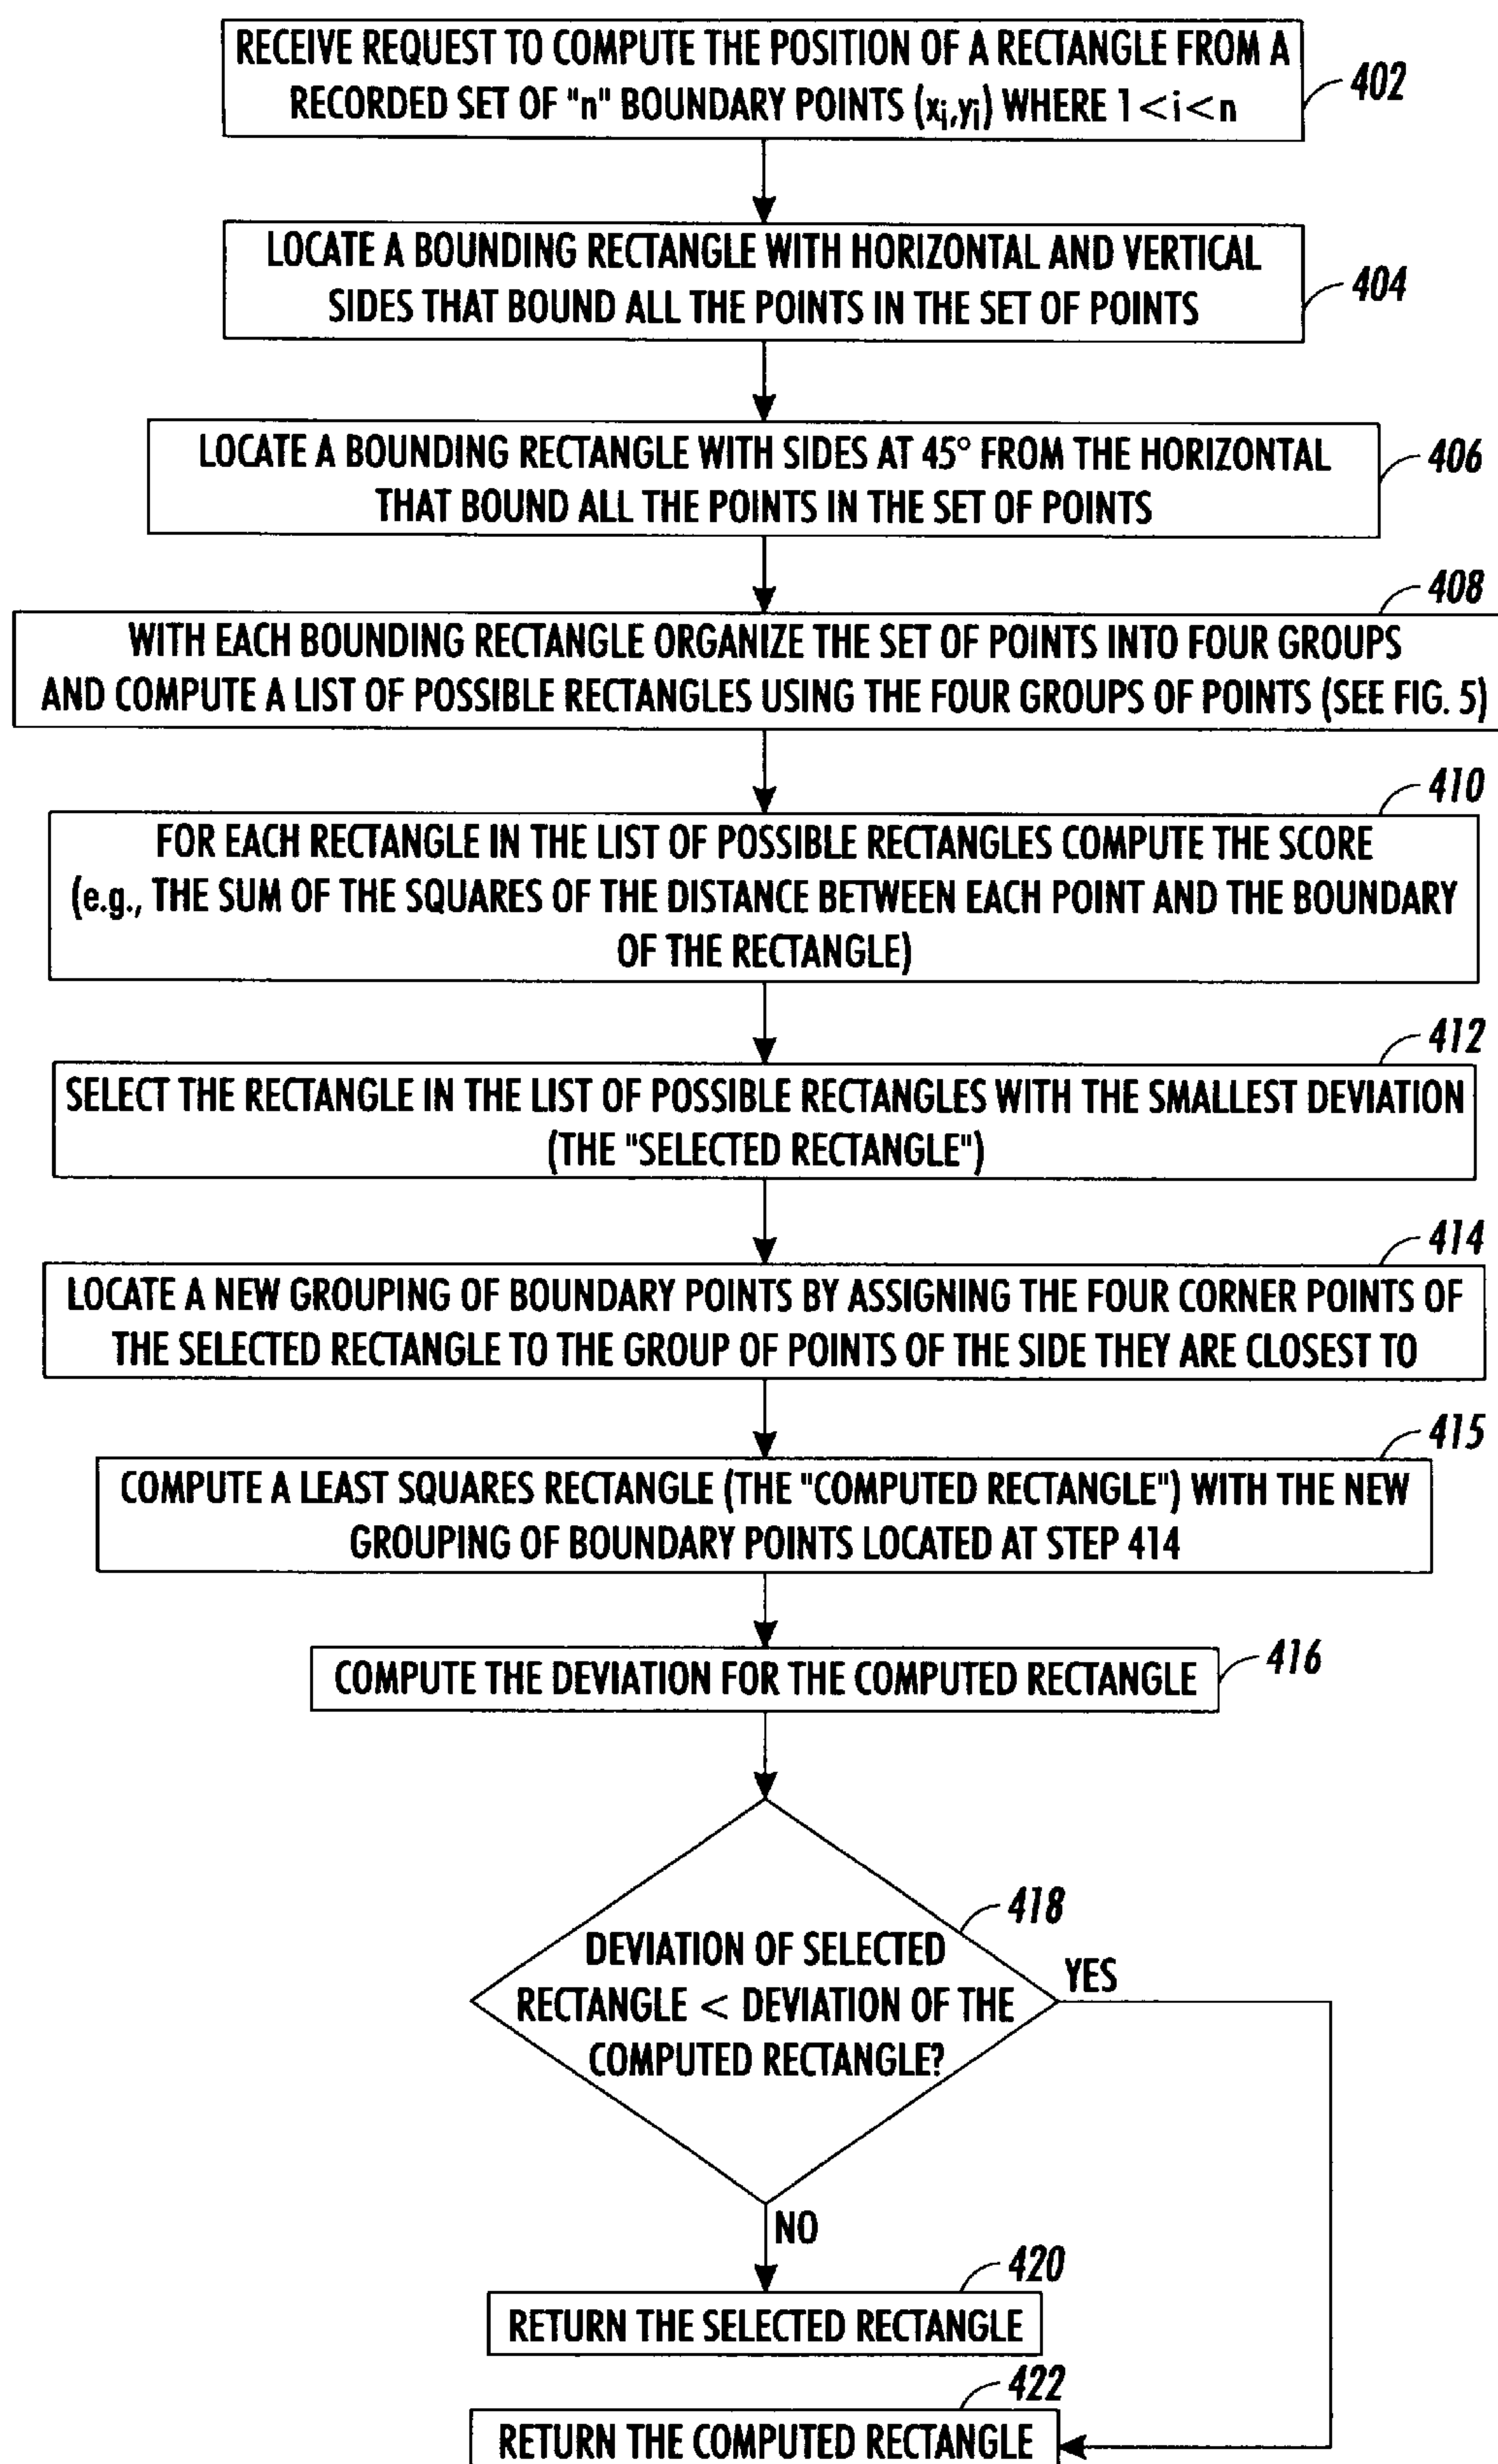 RECEIVE REQUEST TO COMPUTE THE POSITION OF A RECTANGLE FROM A
RECORDED SET OF "n" BOUNDARY POINTS (xi,yi) WHERE 1<i<n
402
LOCATE A BOUNDING RECTANGLE WITH HORIZONTAL AND VERTICAL
SIDES THAT BOUND ALL THE POINTS IN THE SET OF POINTS
404
LOCATE A BOUNDING RECTANGLE WITH SIDES AT 45° FROM THE HORIZONTAL
THAT BOUND ALL THE POINTS IN THE SET OF POINTS
406
408
WITH EACH BOUNDING RECTANGLE ORGANIZE THE SET OF POINTS INTO FOUR GROUPS
AND COMPUTE A LIST OF POSSIBLE RECTANGLES USING THE FOUR GROUPS OF POINTS (SEE FIG. 5)
410
FOR EACH RECTANGLE IN THE LIST OF POSSIBLE RECTANGLES COMPUTE THE SCORE
(e.g., THE SUM OF THE SQUARES OF THE DISTANCE BETWEEN EACH POINT AND THE BOUNDARY
OF THE RECTANGLE)
412
SELECT THE RECTANGLE IN THE LIST OF POSSIBLE RECTANGLES WITH THE SMALLEST DEVIATION
(THE "SELECTED RECTANGLE")
414
LOCATE A NEW GROUPING OF BOUNDARY POINTS BY ASSIGNING THE FOUR CORNER POINTS OF
THE SELECTED RECTANGLE TO THE GROUP OF POINTS OF THE SIDE THEY ARE CLOSEST TO
415
COMPUTE A LEAST SQUARES RECTANGLE (THE "COMPUTED RECTANGLE") WITH THE NEW
GROUPING OF BOUNDARY POINTS LOCATED AT STEP 414
COMPUTE THE DEVIATION FOR THE COMPUTED RECTANGLE
416
418
DEVIATION OF SELECTED
RECTANGLE < DEVIATION OF THE
COMPUTED RECTANGLE?
YES
NO
420
RETURN THE SELECTED RECTANGLE
422
RETURN THE COMPUTED RECTANGLE